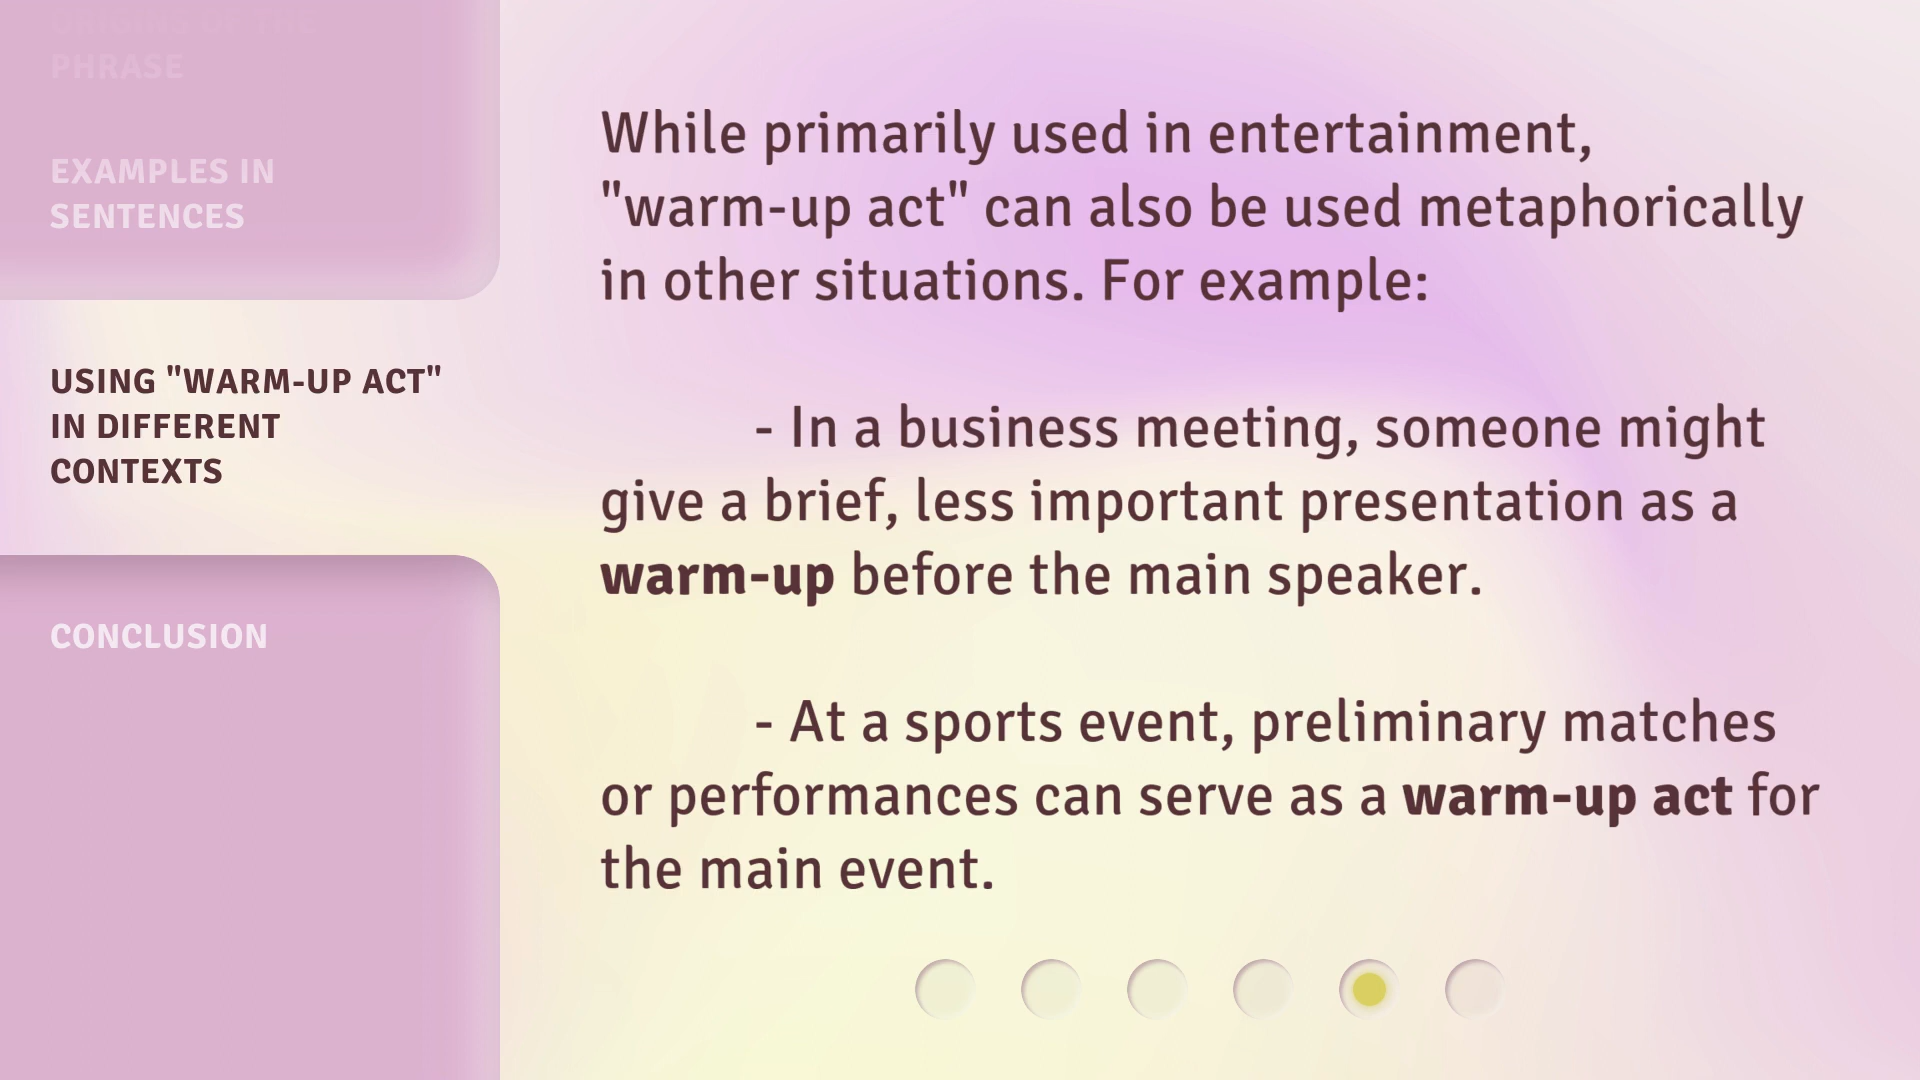 ORIGINS OF THE
PHRASE
EXAMPLES IN
SENTENCES
USING "WARM-UP ACT"
IN DIFFERENT
CONTEXTS
CONCLUSION
While primarily used in entertainment,
"warm-up act" can also be used metaphorically
in other situations. For example:
- In a business meeting, someone might
give a brief, less important presentation as a
warm-up before the main speaker.
- At a sports event, preliminary matches
or performances can serve as a warm-up act for
the main event.